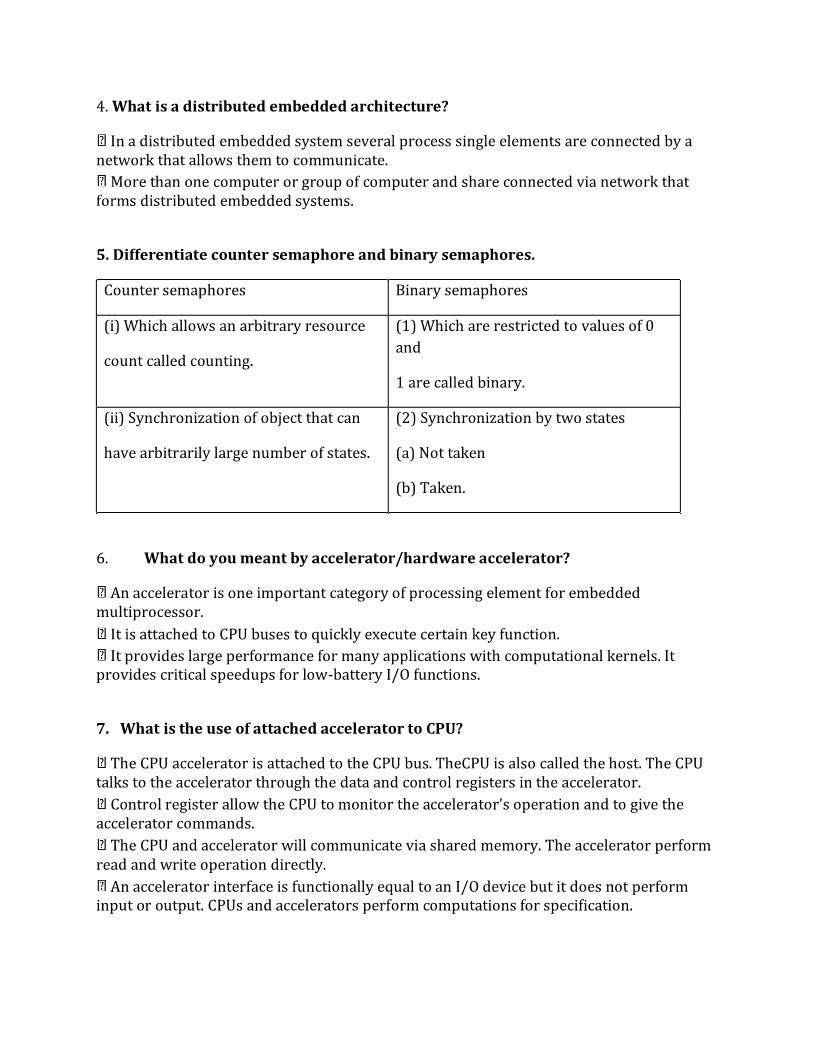 4. What is a distributed embedded architecture?
⍰ In a distributed embedded system several process single elements are connected by a
network that allows them to communicate.
⍰ More than one computer or group of computer and share connected via network that
forms distributed embedded systems.
5. Differentiate counter semaphore and binary semaphores.
Counter semaphores
Binary semaphores
(i) Which allows an arbitrary resource
count called counting.
(1) Which are restricted to values of 0
and
1 are called binary.
(ii) Synchronization of object that can
have arbitrarily large number of states.
(2) Synchronization by two states
(a) Not taken
(b) Taken.
6. What do you meant by accelerator/hardware accelerator?
⍰ An accelerator is one important category of processing element for embedded
multiprocessor.
⍰ It is attached to CPU buses to quickly execute certain key function.
⍰ It provides large performance for many applications with computational kernels. It
provides critical speedups for low-battery I/O functions.
7. What is the use of attached accelerator to CPU?
⍰ The CPU accelerator is attached to the CPU bus. TheCPU is also called the host. The CPU
talks to the accelerator through the data and control registers in the accelerator.
⍰ Control register allow the CPU to monitor the accelerator’s operation and to give the
accelerator commands.
⍰ The CPU and accelerator will communicate via shared memory. The accelerator perform
read and write operation directly.
⍰ An accelerator interface is functionally equal to an I/O device but it does not perform
input or output. CPUs and accelerators perform computations for specification.